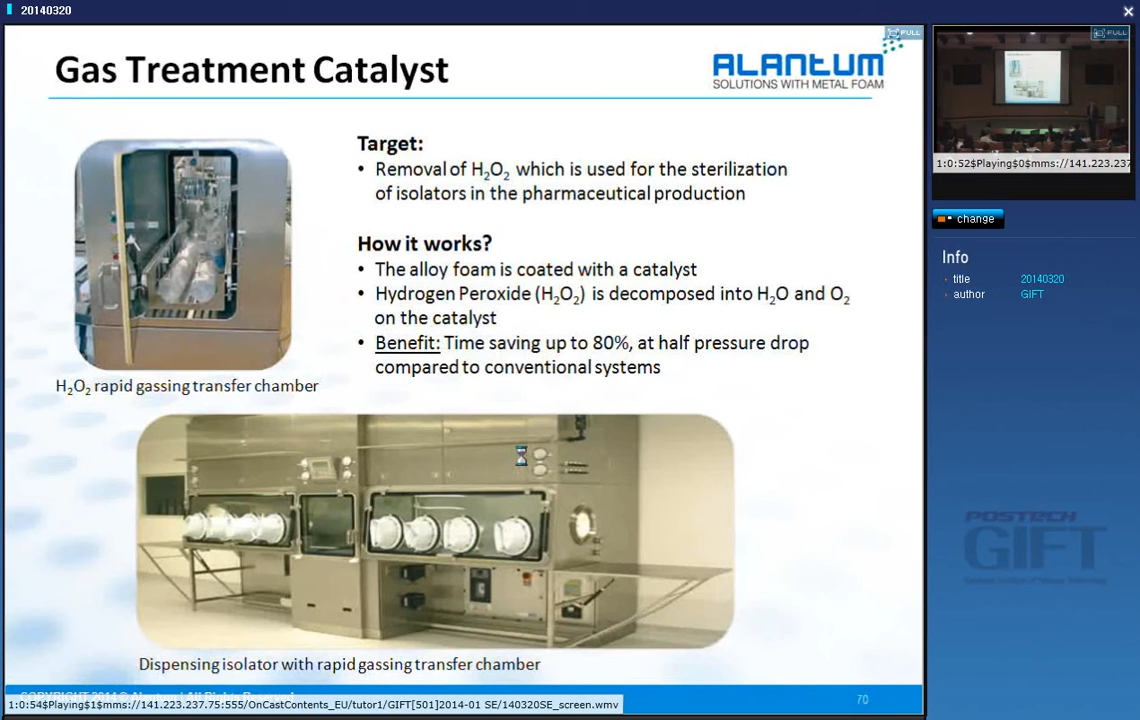 20140320
FULL
Gas Treatment Catalyst
ALANTUM
SOLUTIONS WITH METAL FOAM
Target:
• Removal of H2O2 which is used for the sterilization
of isolators in the pharmaceutical production
How it works?
• The alloy foam is coated with a catalyst
• Hydrogen Peroxide (H2O2) is decomposed into H2O and O2
on the catalyst
• Benefit: Time saving up to 80%, at half pressure drop
compared to conventional systems
H2O2 rapid gassing transfer chamber
Dispensing isolator with rapid gassing transfer chamber
COPYRIGHT 2014 © Alantum | All Rights Reserved
70
1:0:54$Playing$1$mms://141.223.237.75:555/OnCastContents_EU/tutor1/GIFT[501]2014-01 SE/140320SE_screen.wmv
FULL
1:0:52$Playing$0$mms://141.223.237
change
Info
title 20140320
author GIFT
POSTECH
GIFT